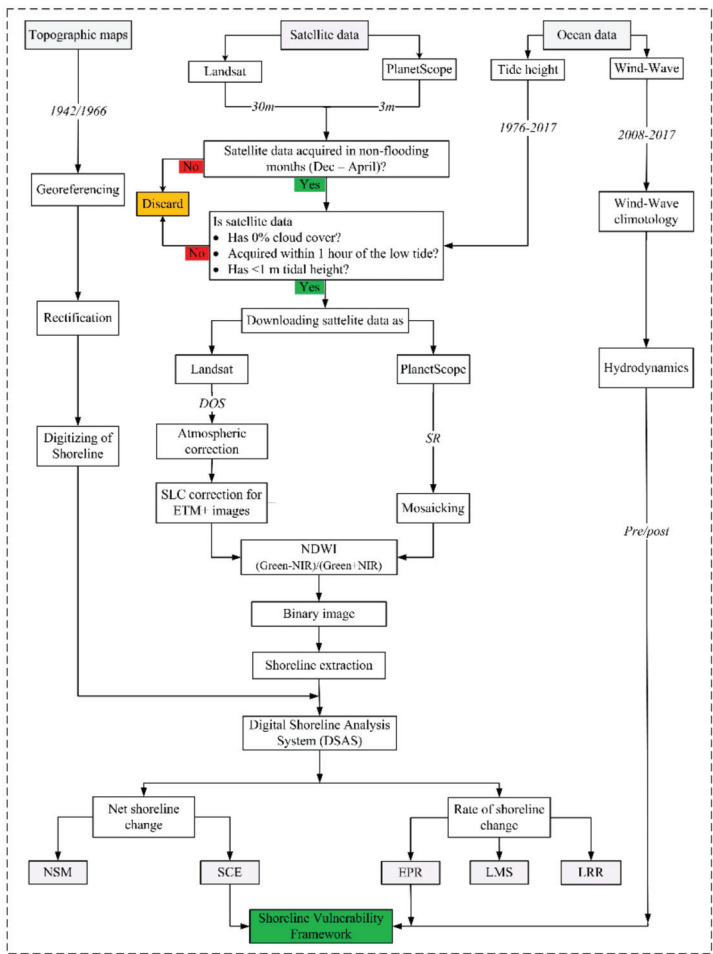 Topographic maps
Satellite data
Ocean data
Landsat
PlanetScope
Tide height
Wind-Wave
1942/1966
30m
3m
1976-2017
2008-2017
Satellite data acquired in non-flooding
months (Dec – April)?
No
Yes
Georeferencing
Discard
Wind-Wave
climotology
Is satellite data
• Has 0% cloud cover?
• Acquired within 1 hour of the low tide?
• Has <1 m tidal height?
No
Yes
Rectification
Downloading sattelite data as
Landsat
PlanetScope
Hydrodynamics
DOS
SR
Digitizing of
Shoreline
Atmospheric
correction
SLC correction for
ETM+ images
Mosaicking
Pre/post
NDWI
(Green-NIR)/(Green+NIR)
Binary image
Shoreline extraction
Digital Shoreline Analysis
System (DSAS)
Net shoreline
change
Rate of shoreline
change
NSM
SCE
EPR
LMS
LRR
Shoreline Vulnerability
Framework